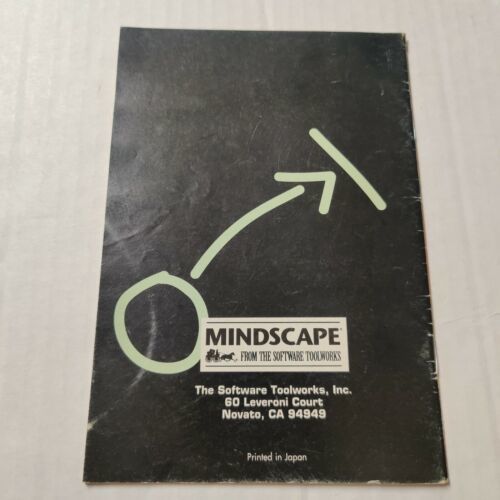 MINDSCAPE
FROM THE SOFTWARE TOOLWORKS
The Software Toolworks, Inc.
60 Leveroni Court
Novato, CA 94949
Printed in Japan